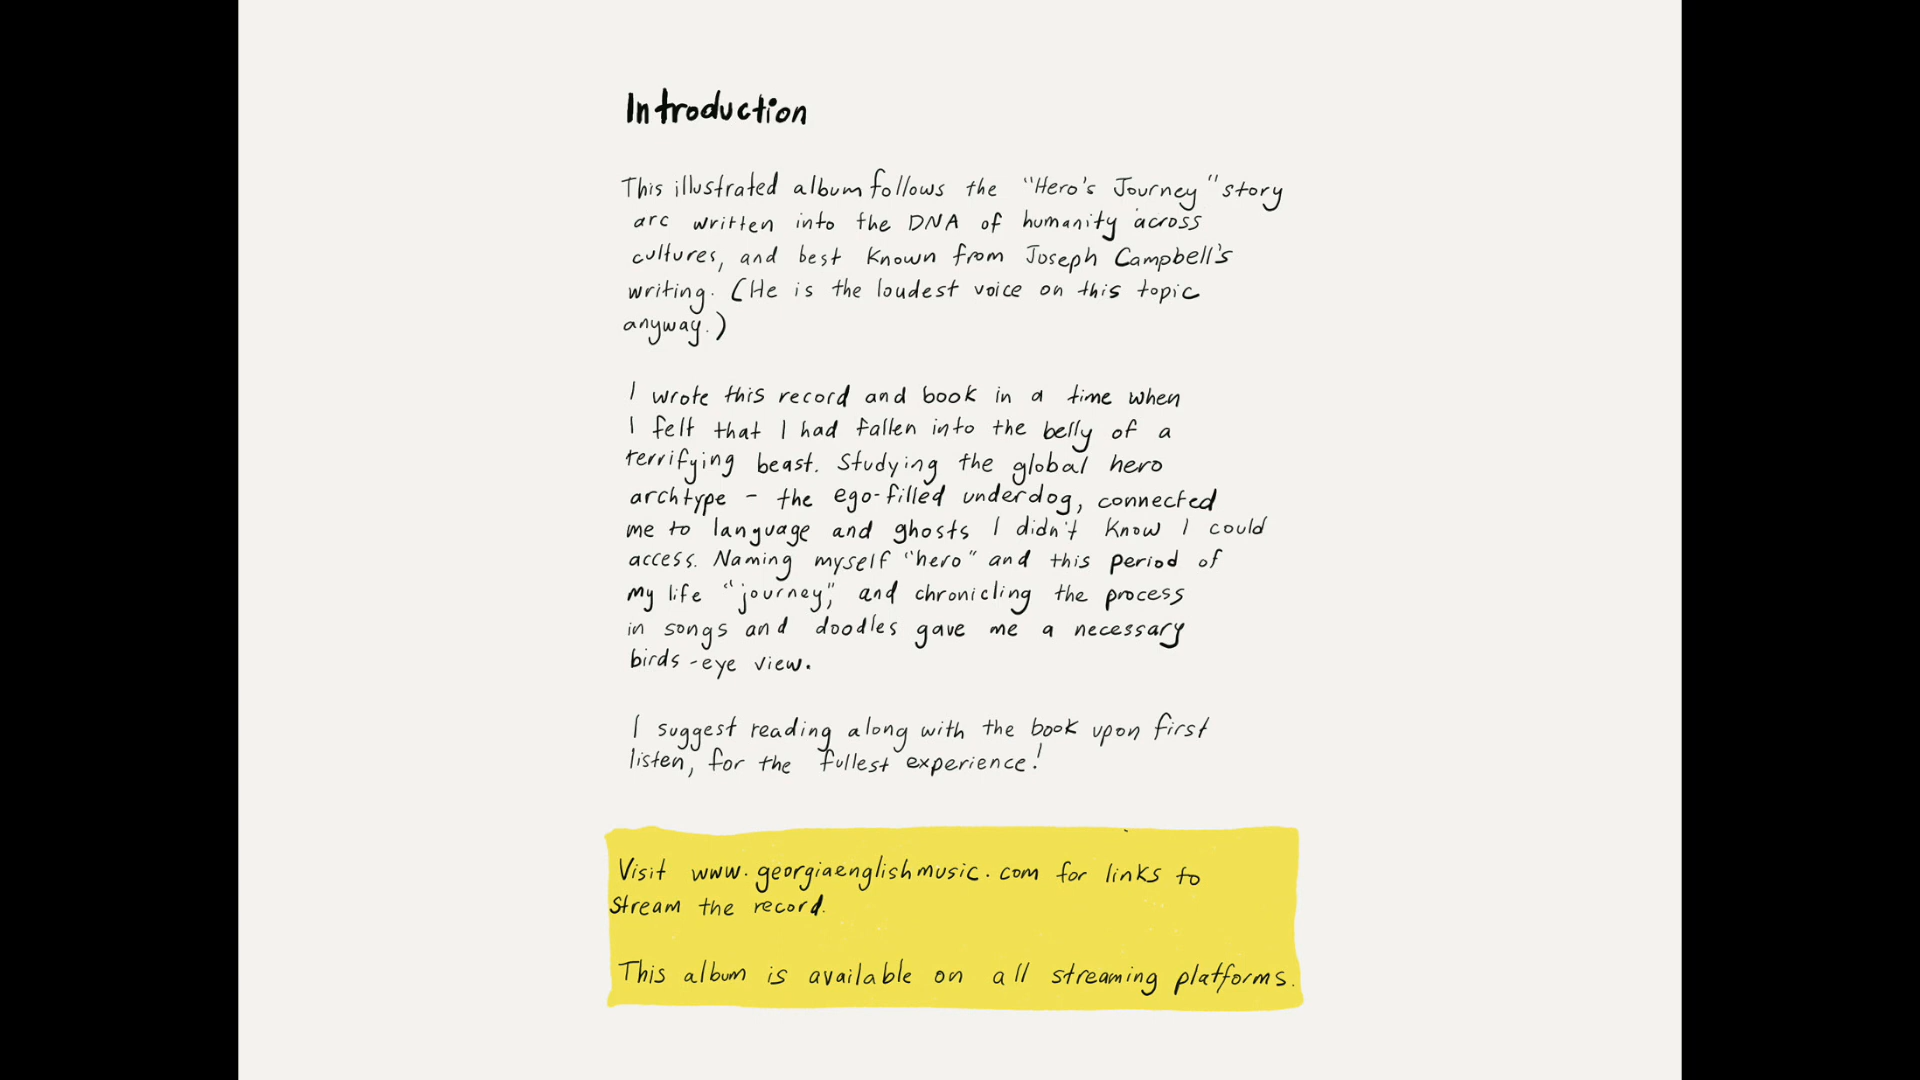 Introduction
This illustrated album follows the "Hero's Journey" story
arc written into the DNA of humanity across
cultures, and best known from Joseph Campbell's
writing. (He is the loudest voice on this topic
anyway.)
I wrote this record and book in a time when
I felt that I had fallen into the belly of a
terrifying beast. Studying the global hero
archtype - the ego-filled underdog, connected
me to language and ghosts I didn't know I could
access. Naming myself "hero" and this period of
my life "journey", and chronicling the process
in songs and doodles gave me a necessary
birds-eye view.
I suggest reading along with the book upon first
listen, for the fullest experience!
Visit www.georgiaenglishmusic.com for links to
stream the record.
This album is available on all streaming platforms.